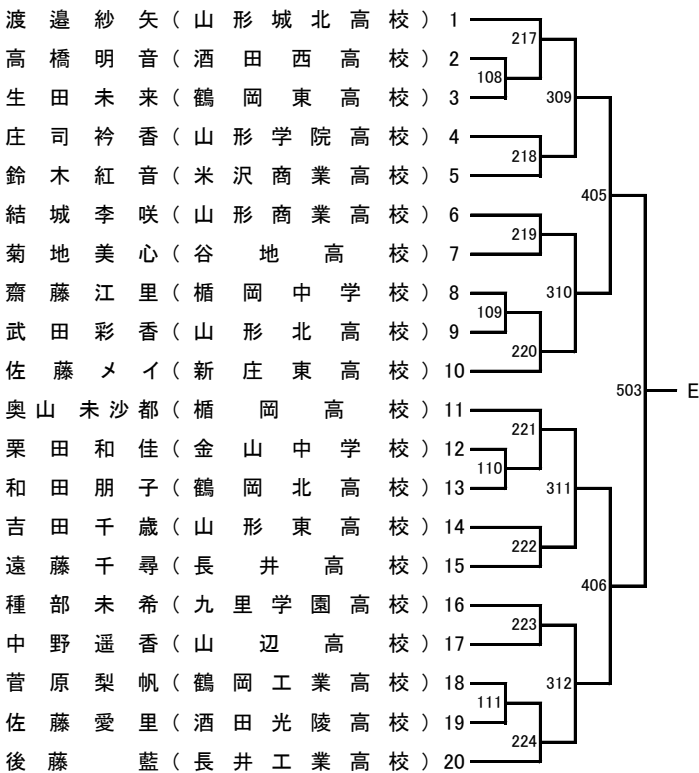 渡邉紗矢（山形城北高校）1
高橋明音（酒田西高校）2
生田未来（鶴岡東高校）3
庄司衿香（山形学院高校）4
鈴木紅音（米沢商業高校）5
結城李咲（山形商業高校）6
菊地美心（谷地高校）7
齋藤江里（楯岡中学校）8
武田彩香（山形北高校）9
佐藤メイ（新庄東高校）10
奥山未沙都（楯岡高校）11
栗田和佳（金山中学校）12
和田朋子（鶴岡北高校）13
吉田千歳（山形東高校）14
遠藤千尋（長井高校）15
種部未希（九里学園高校）16
中野遥香（山辺高校）17
菅原梨帆（鶴岡工業高校）18
佐藤愛里（酒田光陵高校）19
後藤藍（長井工業高校）20
108
109
110
111
217
218
219
220
221
222
223
224
309
310
311
312
405
406
503
E